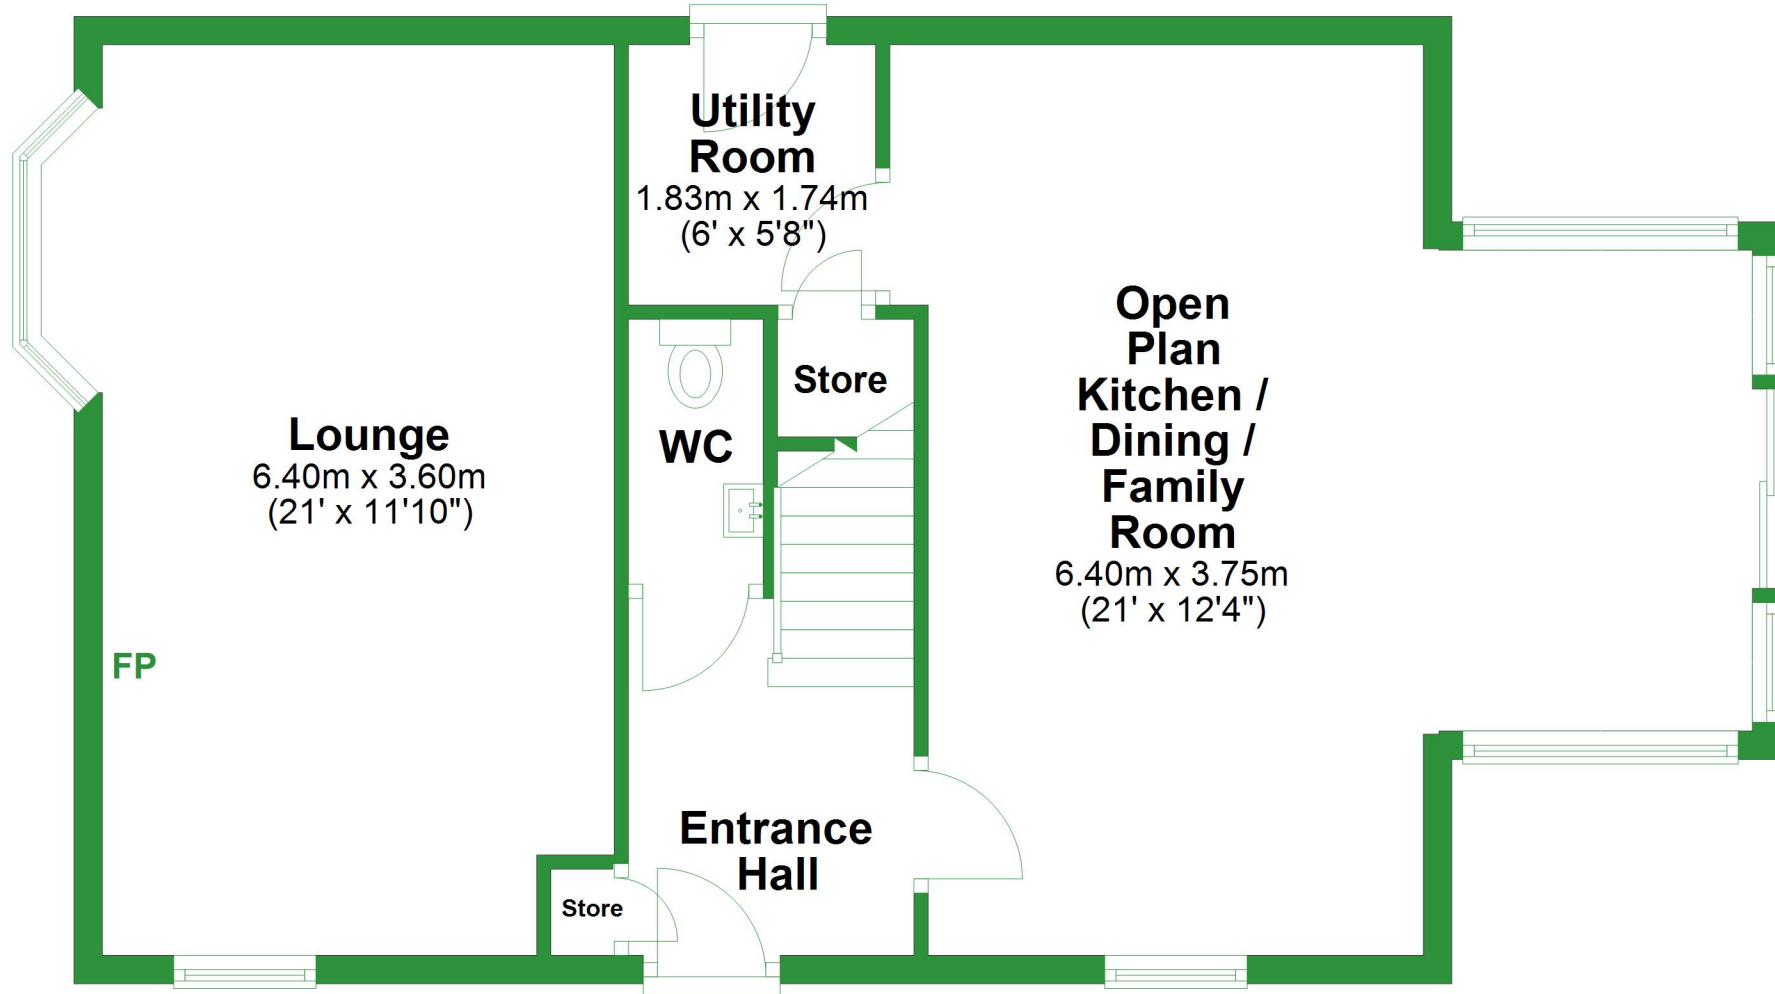 Utility
Room
1.83m x 1.74m
(6' x 5'8")
Open
Plan
Kitchen /
Dining /
Family
Room
6.40m x 3.75m
(21' x 12'4")
Store
WC
Lounge
6.40m x 3.60m
(21' x 11'10")
FP
Entrance
Hall
Store